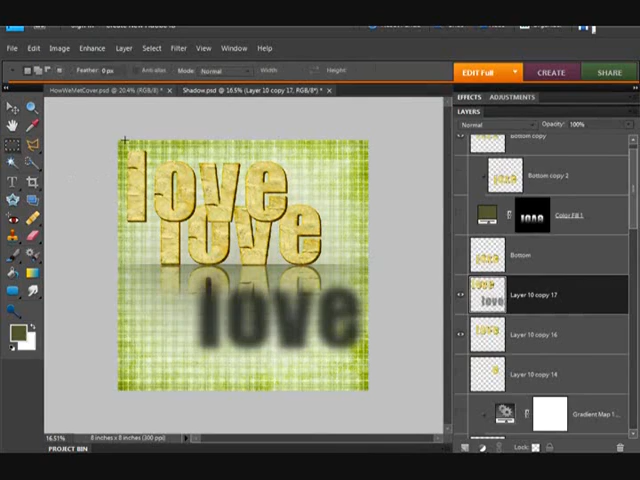 File Edit Image Enhance Layer Select Filter View Window Help
Feather: 0 px Anti-alias Mode: Normal Width: Height:
EDIT Full CREATE SHARE
HowWeMetCover.psd @ 20.4% (RGB/8) * × Shadow.psd @ 16.5% (Layer 10 copy 17, RGB/8*) * ×
EFFECTS ADJUSTMENTS
LAYERS
Normal Opacity: 100%
Bottom copy
Bottom copy 2
Color Fill 1
Bottom
Layer 10 copy 17
Layer 10 copy 16
Layer 10 copy 14
Gradient Map 1...
love
love
love
love
16.51% 8 inches x 8 inches (300 ppi)
Lock:
PROJECT BIN